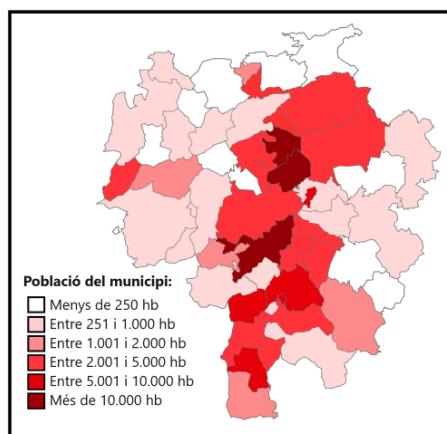 Població del municipi:
Menys de 250 hb
Entre 251 i 1.000 hb
Entre 1.001 i 2.000 hb
Entre 2.001 i 5.000 hb
Entre 5.001 i 10.000 hb
Més de 10.000 hb